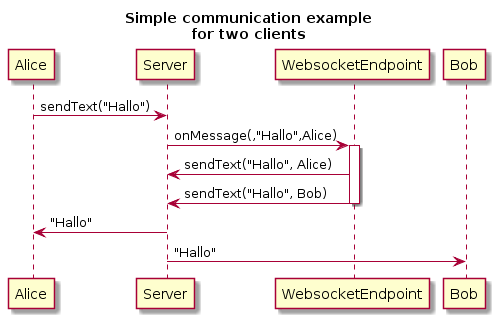 Simple communication example
for two clients
Alice Server WebsocketEndpoint Bob
sendText("Hallo")
onMessage(,"Hallo",Alice)
sendText("Hallo", Alice)
sendText("Hallo", Bob)
"Hallo"
"Hallo"
Alice Server WebsocketEndpoint Bob